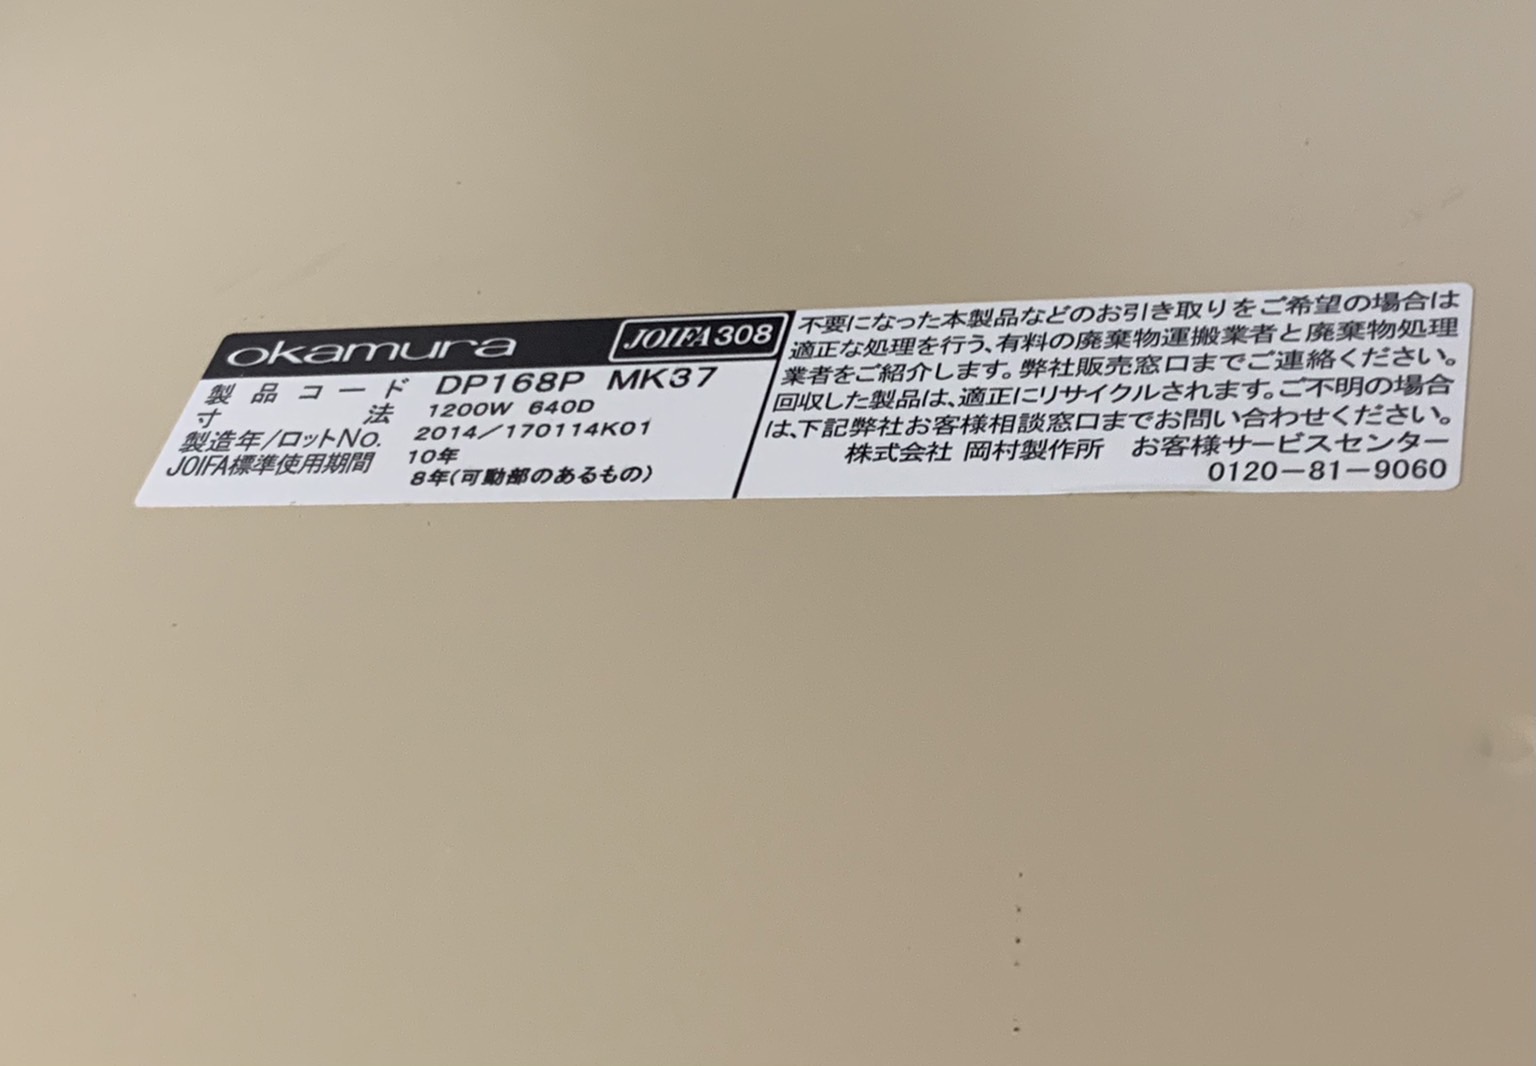 okamura JOIFA308
製品コード DP168P MK37
寸法 1200W 640D
製造年/ロットNo. 2014/170114K01
JOIFA標準使用期間 10年
8年(可動部のあるもの)
不要になった本製品などのお引き取りをご希望の場合は
適正な処理を行う、有料の廃棄物運搬業者と廃棄物処理
業者をご紹介します。弊社販売窓口までご連絡ください。
回収した製品は、適正にリサイクルされます。ご不明の場合
は、下記弊社お客様相談窓口までお問い合わせください。
株式会社 岡村製作所 お客様サービスセンター
0120-81-9060